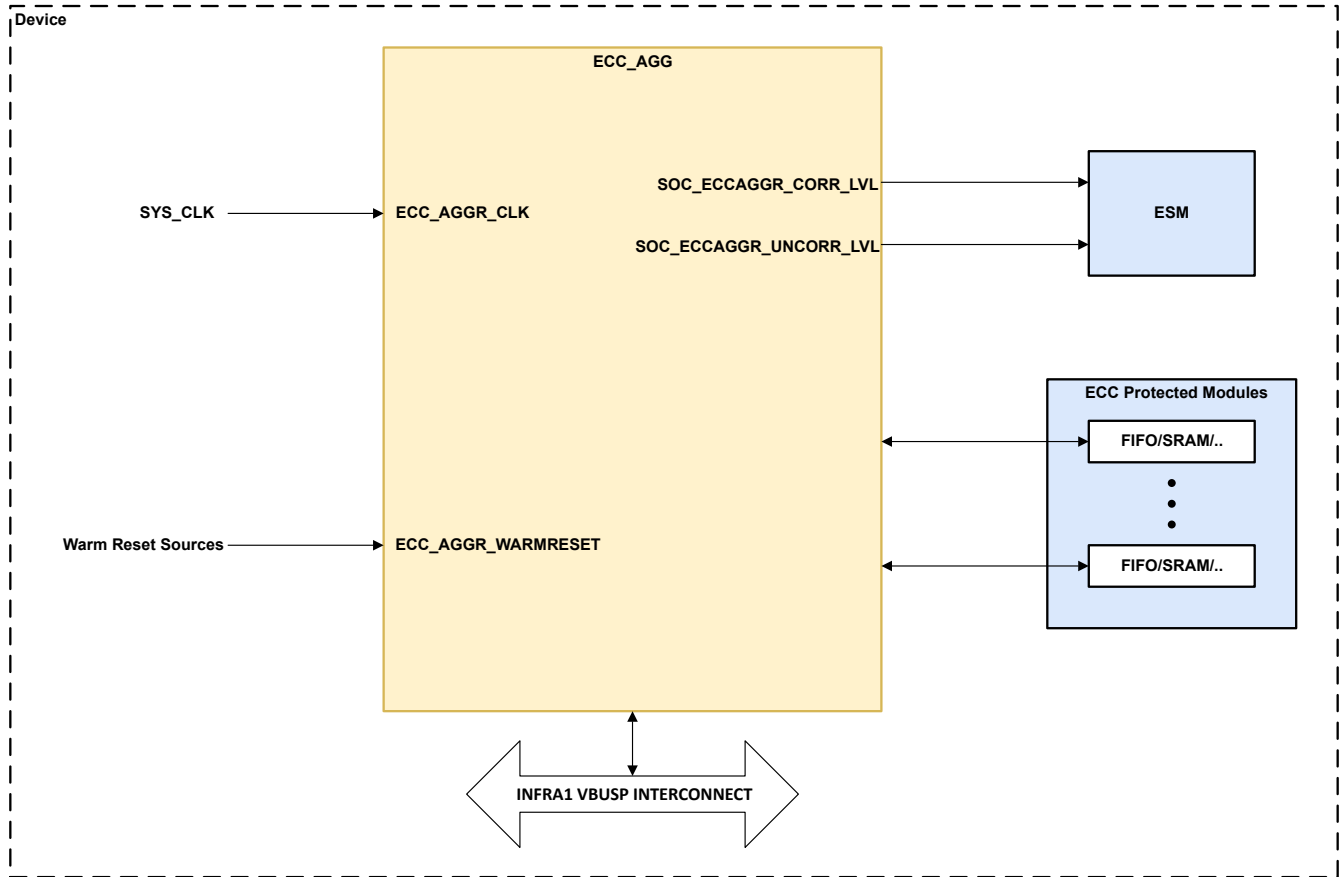 Device
ECC_AGG
SOC_ECCAGGR_CORR_LVL
SYS_CLK
ECC_AGGR_CLK
ESM
SOC_ECCAGGR_UNCORR_LVL
ECC Protected Modules
FIFO/SRAM/..
Warm Reset Sources
ECC_AGGR_WARMRESET
FIFO/SRAM/..
INFRA1 VBUSP INTERCONNECT